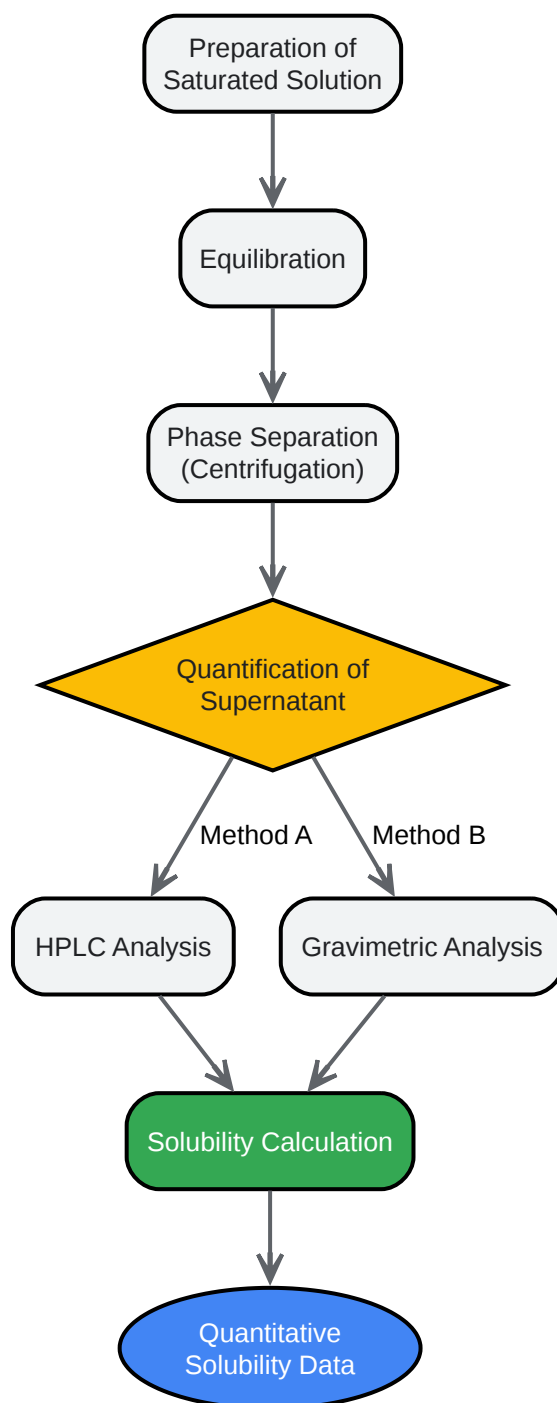 Preparation of
Saturated Solution
Equilibration
Phase Separation
(Centrifugation)
Quantification of
Supernatant
Method A
Method B
HPLC Analysis
Gravimetric Analysis
Solubility Calculation
Quantitative
Solubility Data